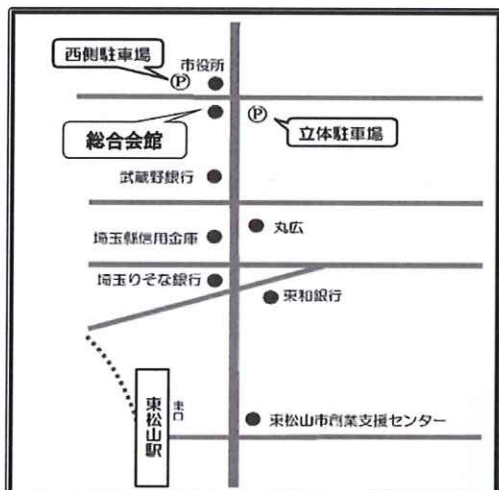 西側駐車場
市役所
Ⓟ
Ⓟ
総合会館
立体駐車場
武蔵野銀行
丸広
埼玉縣信用金庫
埼玉りそな銀行
東和銀行
東松山駅
東口
東松山市創業支援センター